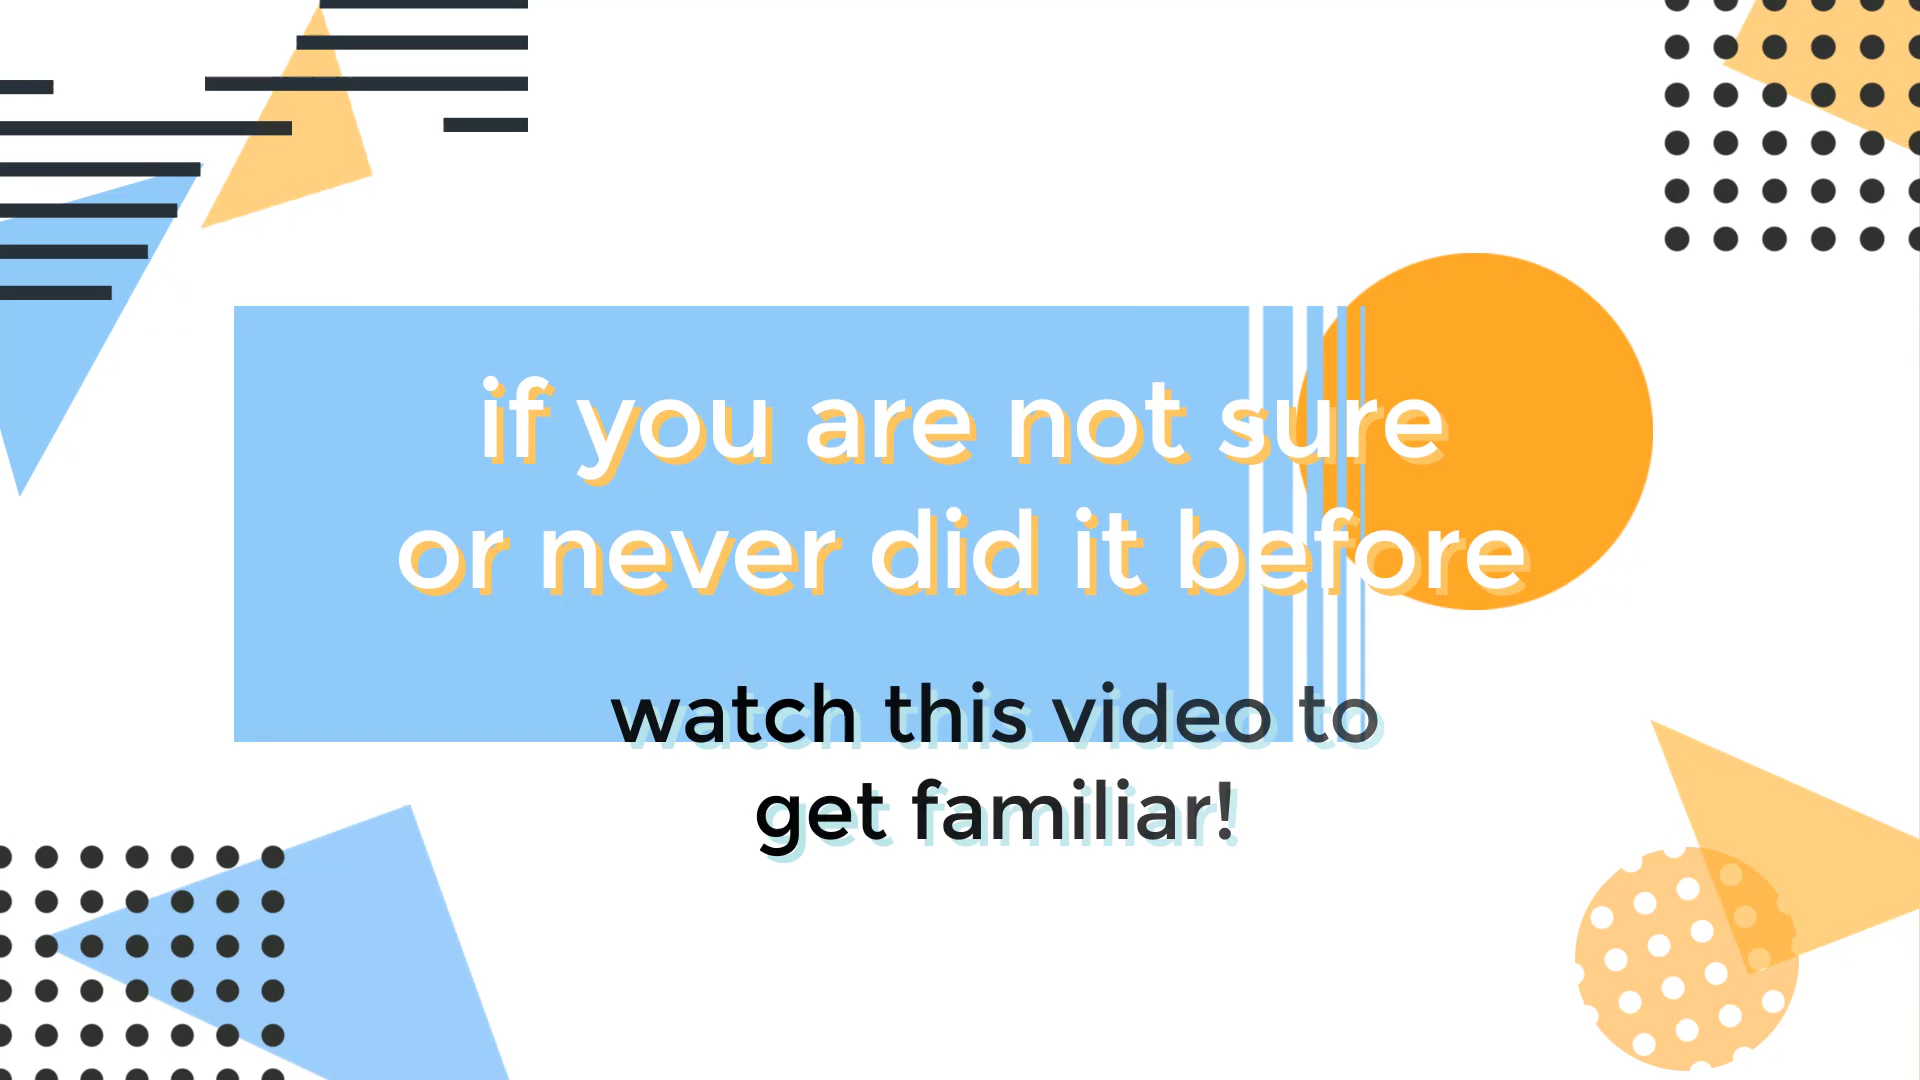 if you are not sure
or never did it before
watch this video to
get familiar!